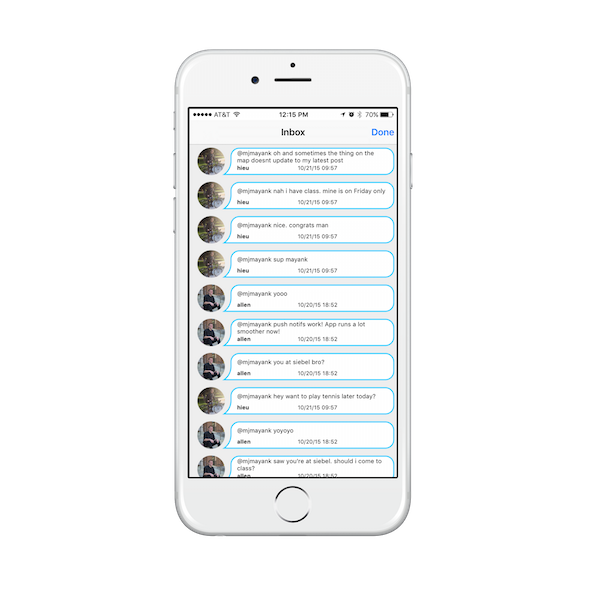 AT&T 12:15 PM 70%
Inbox Done
@mjmayank oh and sometimes the thing on the
map doesnt update to my latest post
hieu 10/21/15 09:57
@mjmayank nah i have class. mine is on Friday only
hieu 10/21/15 09:57
@mjmayank nice. congrats man
hieu 10/21/15 09:57
@mjmayank sup mayank
hieu 10/21/15 09:57
@mjmayank yooo
allen 10/20/15 18:52
@mjmayank push notifs work! App runs a lot
smoother now!
allen 10/20/15 18:52
@mjmayank you at siebel bro?
allen 10/20/15 18:52
@mjmayank hey want to play tennis later today?
hieu 10/21/15 09:57
@mjmayank yoyoyo
allen 10/20/15 18:52
@mjmayank saw you're at siebel. should i come to
class?
allen 10/20/15 18:52